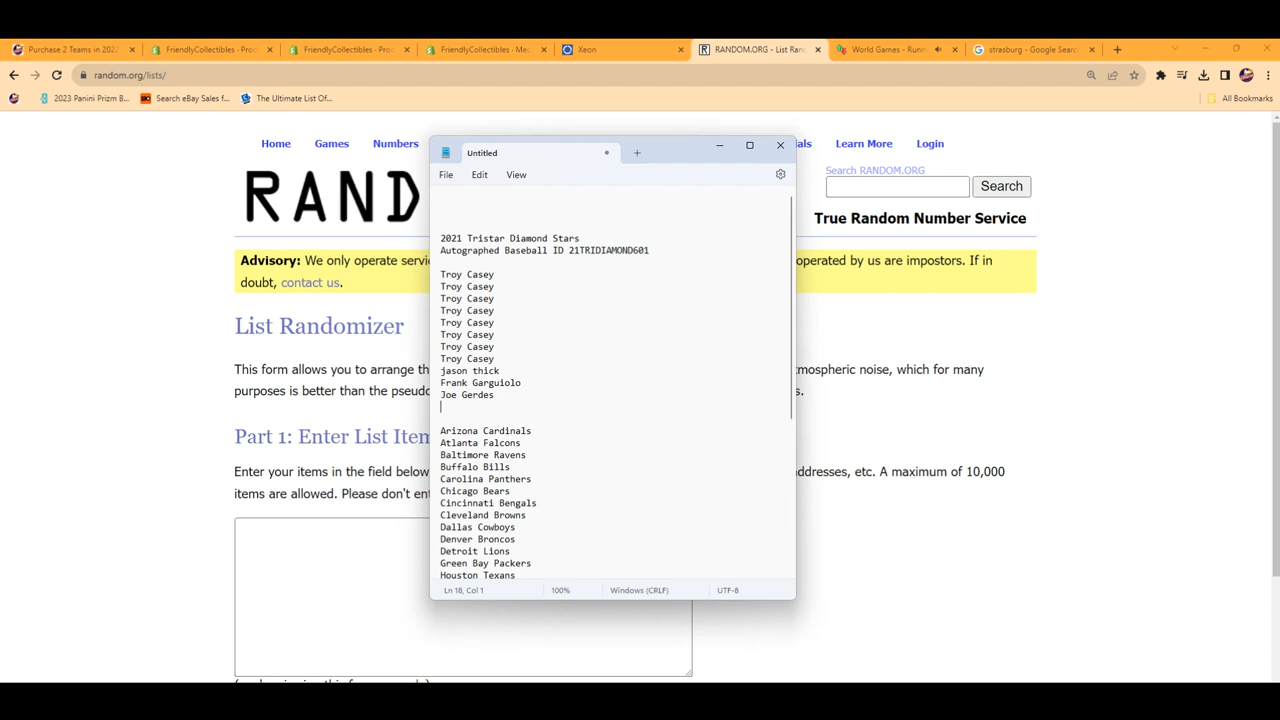 Purchase 2 Teams in 202
FriendlyCollectibles · Proc
FriendlyCollectibles · Proc
FriendlyCollectibles · Mec
Xeon
RANDOM.ORG - List Ran
World Games - Runn
strasburg - Google Searc
random.org/lists/
2023 Panini Prizm B...
Search eBay Sales f...
The Ultimate List Of...
All Bookmarks
Home
Games
Numbers
ials
Learn More
Login
Search RANDOM.ORG
Search
RAND
True Random Number Service
Advisory: We only operate servi
operated by us are impostors. If in
doubt, contact us.
List Randomizer
This form allows you to arrange th
tmospheric noise, which for many
purposes is better than the pseudo
s.
Part 1: Enter List Item
Enter your items in the field below,
addresses, etc. A maximum of 10,000
items are allowed. Please don't ent
Untitled
File
Edit
View
2021 Tristar Diamond Stars
Autographed Baseball ID 21TRIDIAMOND601
Troy Casey
Troy Casey
Troy Casey
Troy Casey
Troy Casey
Troy Casey
Troy Casey
Troy Casey
jason thick
Frank Garguiolo
Joe Gerdes
Arizona Cardinals
Atlanta Falcons
Baltimore Ravens
Buffalo Bills
Carolina Panthers
Chicago Bears
Cincinnati Bengals
Cleveland Browns
Dallas Cowboys
Denver Broncos
Detroit Lions
Green Bay Packers
Houston Texans
Ln 18, Col 1
100%
Windows (CRLF)
UTF-8